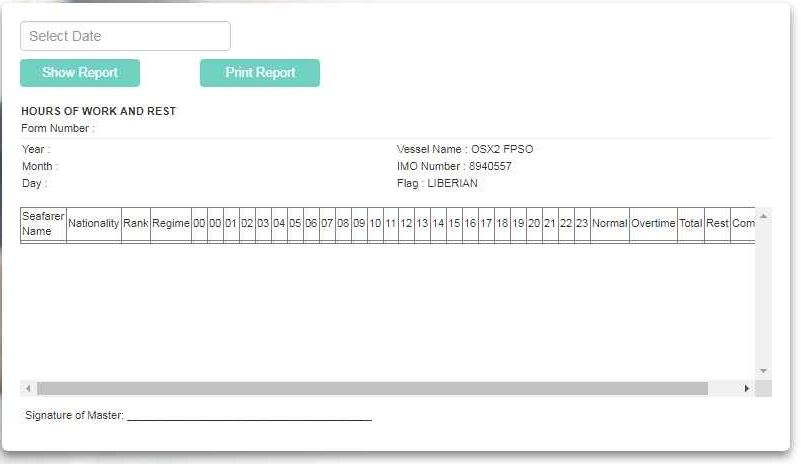 Select Date
Show Report Print Report
HOURS OF WORK AND REST
Form Number :
Year : Vessel Name : OSX2 FPSO
Month : IMO Number : 8940557
Day : Flag : LIBERIAN
Seafarer Name Nationality Rank Regime 00 00 01 02 03 04 05 06 07 08 09 10 11 12 13 14 15 16 17 18 19 20 21 22 23 Normal Overtime Total Rest Com
Signature of Master: